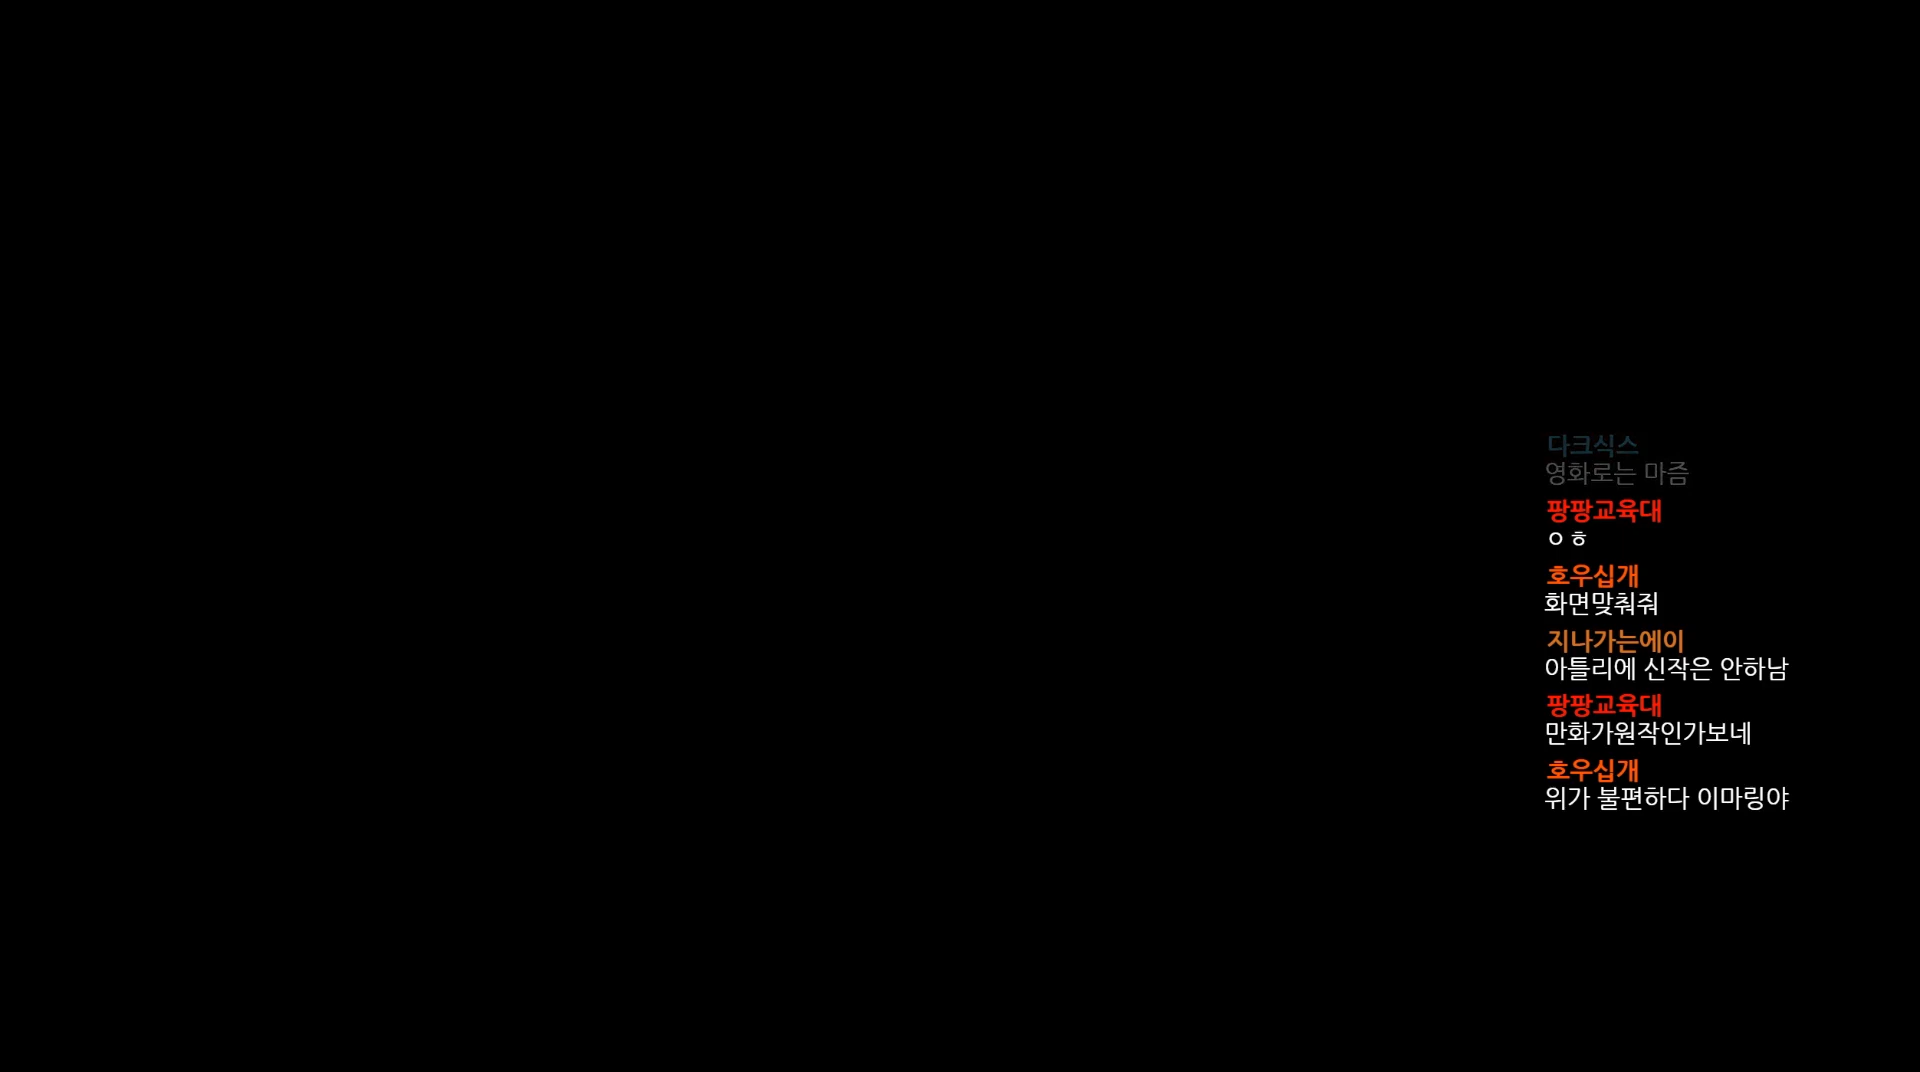 다크식스
영화로는 마즘
팡팡교육대
ㅇㅎ
호우십개
화면맞춰줘
지나가는에이
아틀리에 신작은 안하남
팡팡교육대
만화가원작인가보네
호우십개
위가 불편하다 이마링야